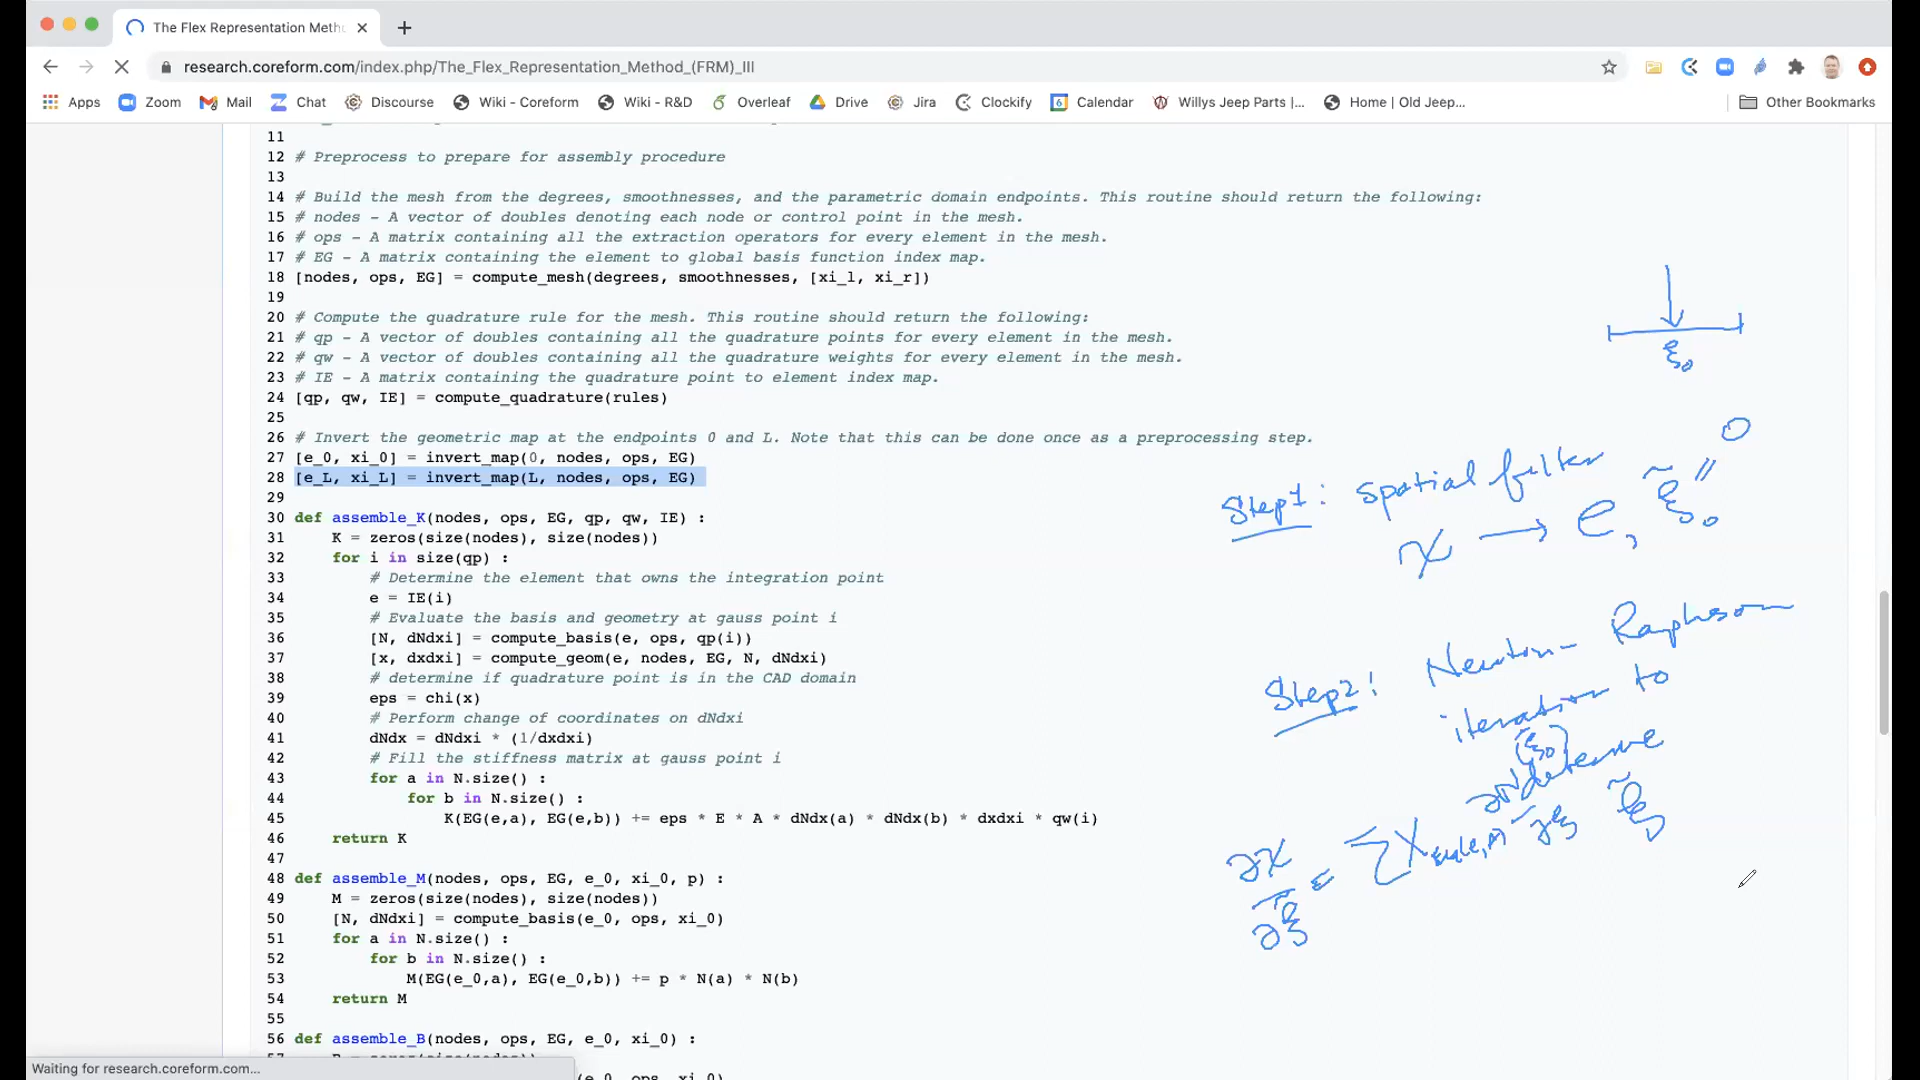 The Flex Representation Meth
research.coreform.com/index.php/The_Flex_Representation_Method_(FRM)_III
Apps Zoom Mail Chat Discourse Wiki - Coreform Wiki - R&D Overleaf Drive Jira Clockify Calendar Willys Jeep Parts |... Home | Old Jeep... Other Bookmarks
11
12 # Preprocess to prepare for assembly procedure
13
14 # Build the mesh from the degrees, smoothnesses, and the parametric domain endpoints. This routine should return the following:
15 # nodes - A vector of doubles denoting each node or control point in the mesh.
16 # ops - A matrix containing all the extraction operators for every element in the mesh.
17 # EG - A matrix containing the element to global basis function index map.
18 [nodes, ops, EG] = compute_mesh(degrees, smoothnesses, [xi_l, xi_r])
19
20 # Compute the quadrature rule for the mesh. This routine should return the following:
21 # qp - A vector of doubles containing all the quadrature points for every element in the mesh.
22 # qw - A vector of doubles containing all the quadrature weights for every element in the mesh.
23 # IE - A matrix containing the quadrature point to element index map.
24 [qp, qw, IE] = compute_quadrature(rules)
25
26 # Invert the geometric map at the endpoints 0 and L. Note that this can be done once as a preprocessing step.
27 [e_0, xi_0] = invert_map(0, nodes, ops, EG)
28 [e_L, xi_L] = invert_map(L, nodes, ops, EG)
29
30 def assemble_K(nodes, ops, EG, qp, qw, IE) :
31 K = zeros(size(nodes), size(nodes))
32 for i in size(qp) :
33 # Determine the element that owns the integration point
34 e = IE(i)
35 # Evaluate the basis and geometry at gauss point i
36 [N, dNdxi] = compute_basis(e, ops, qp(i))
37 [x, dxdxi] = compute_geom(e, nodes, EG, N, dNdxi)
38 # determine if quadrature point is in the CAD domain
39 eps = chi(x)
40 # Perform change of coordinates on dNdxi
41 dNdx = dNdxi * (1/dxdxi)
42 # Fill the stiffness matrix at gauss point i
43 for a in N.size() :
44 for b in N.size() :
45 K(EG(e,a), EG(e,b)) += eps * E * A * dNdx(a) * dNdx(b) * dxdxi * qw(i)
46 return K
47
48 def assemble_M(nodes, ops, EG, e_0, xi_0, p) :
49 M = zeros(size(nodes), size(nodes))
50 [N, dNdxi] = compute_basis(e_0, ops, xi_0)
51 for a in N.size() :
52 for b in N.size() :
53 M(EG(e_0,a), EG(e_0,b)) += p * N(a) * N(b)
54 return M
55
56 def assemble_B(nodes, ops, EG, e_0, xi_0) :
ξ₀
0
Step 1: spatial filter
x → e, ξ̃₀
Step 2: Newton-Raphson
iteration to
determine
ξ̃
Waiting for research.coreform.com...